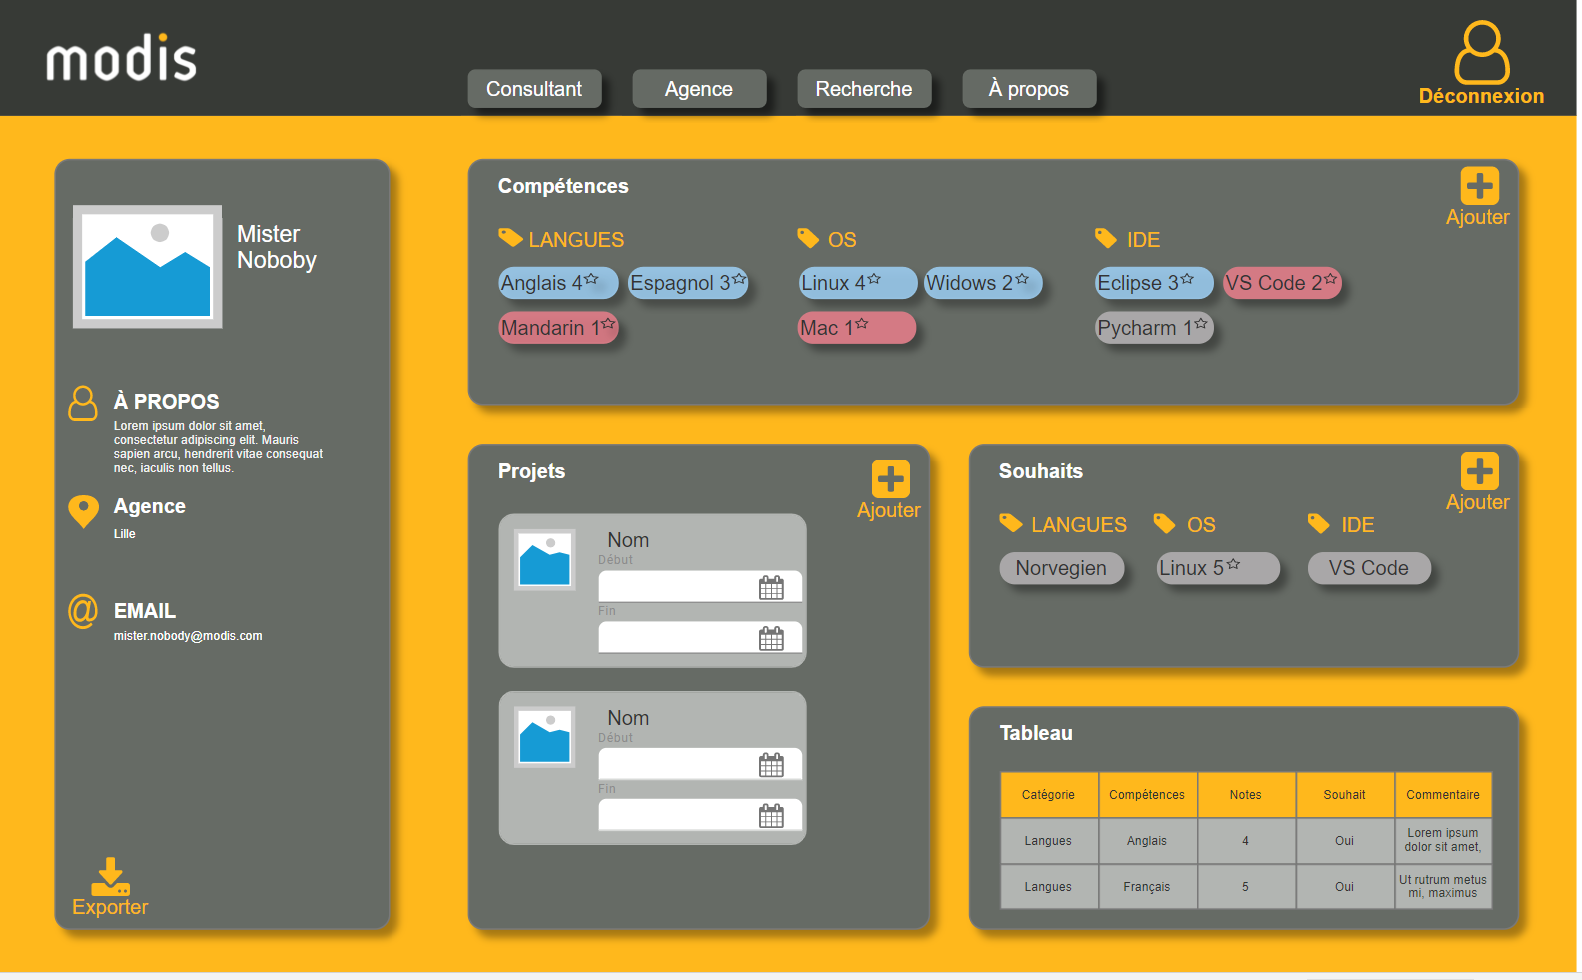 modis
Consultant
Agence
Recherche
À propos
Déconnexion
Mister
Noboby
À PROPOS
Lorem ipsum dolor sit amet,
consectetur adipiscing elit. Mauris
sapien arcu, hendrerit vitae consequat
nec, iaculis non tellus.
Agence
Lille
@ EMAIL
mister.nobody@modis.com
Exporter
Compétences
Ajouter
LANGUES
OS
IDE
Anglais 4
Espagnol 3
Linux 4
Widows 2
Eclipse 3
VS Code 2
Mandarin 1
Mac 1
Pycharm 1
Projets
Ajouter
Nom
Début
Fin
Nom
Début
Fin
Souhaits
Ajouter
LANGUES
OS
IDE
Norvegien
Linux 5
VS Code
Tableau
Catégorie Compétences Notes Souhait Commentaire
Langues Anglais 4 Oui Lorem ipsum
dolor sit amet,
Langues Français 5 Oui Ut rutrum metus
mi, maximus